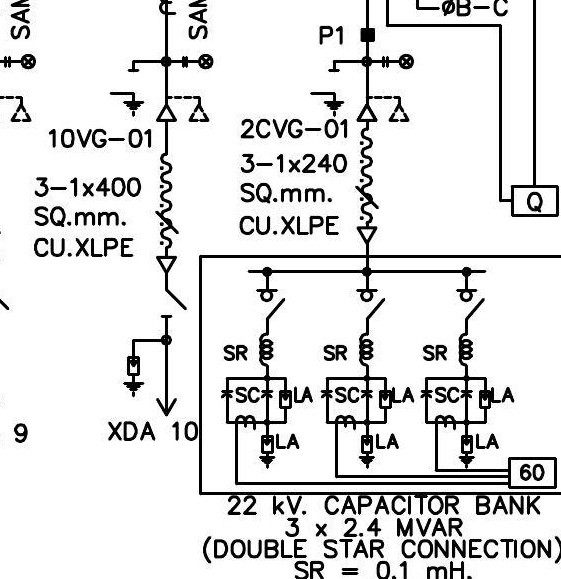 SAM
SAM
P1
ØB-C
10VG-01
3-1x400
SQ.mm.
CU.XLPE
2CVG-01
3-1x240
SQ.mm.
CU.XLPE
Q
SR SR SR
SC LA SC LA SC LA
LA LA LA
9
XDA 10
60
22 kV. CAPACITOR BANK
3 x 2.4 MVAR
(DOUBLE STAR CONNECTION)
SR = 0.1 mH.